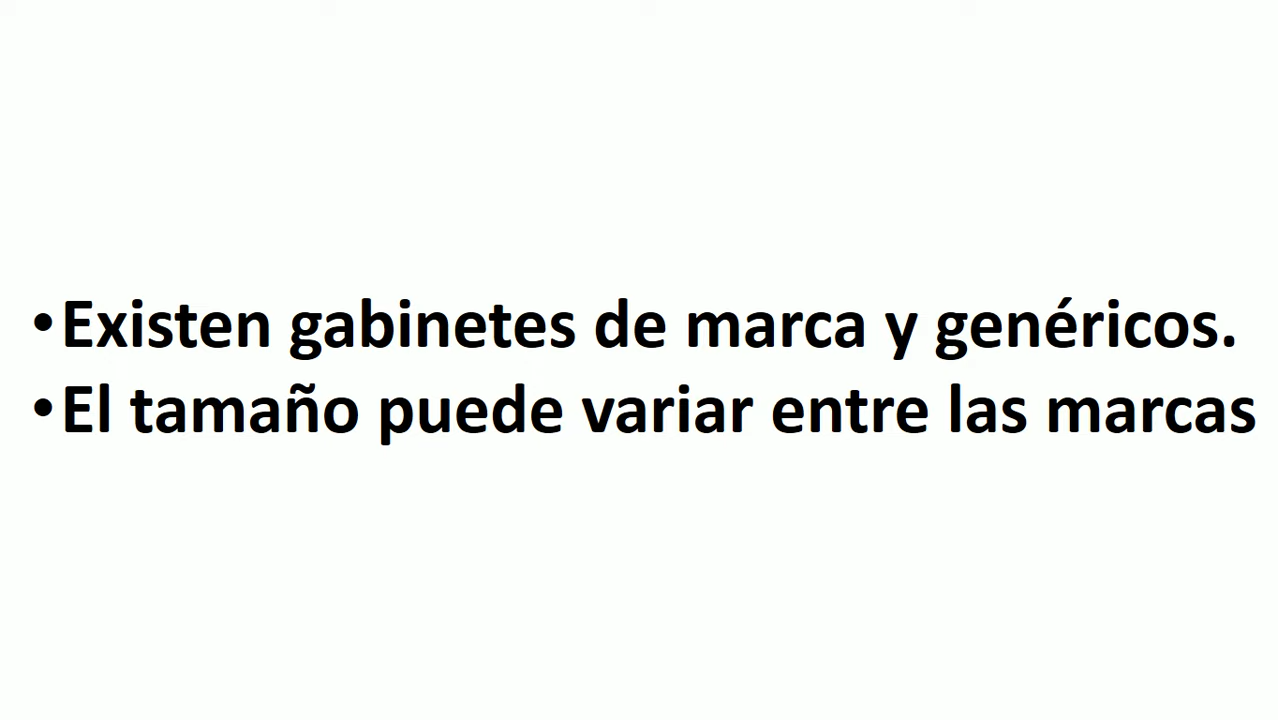 •Existen gabinetes de marca y genéricos.
•El tamaño puede variar entre las marcas